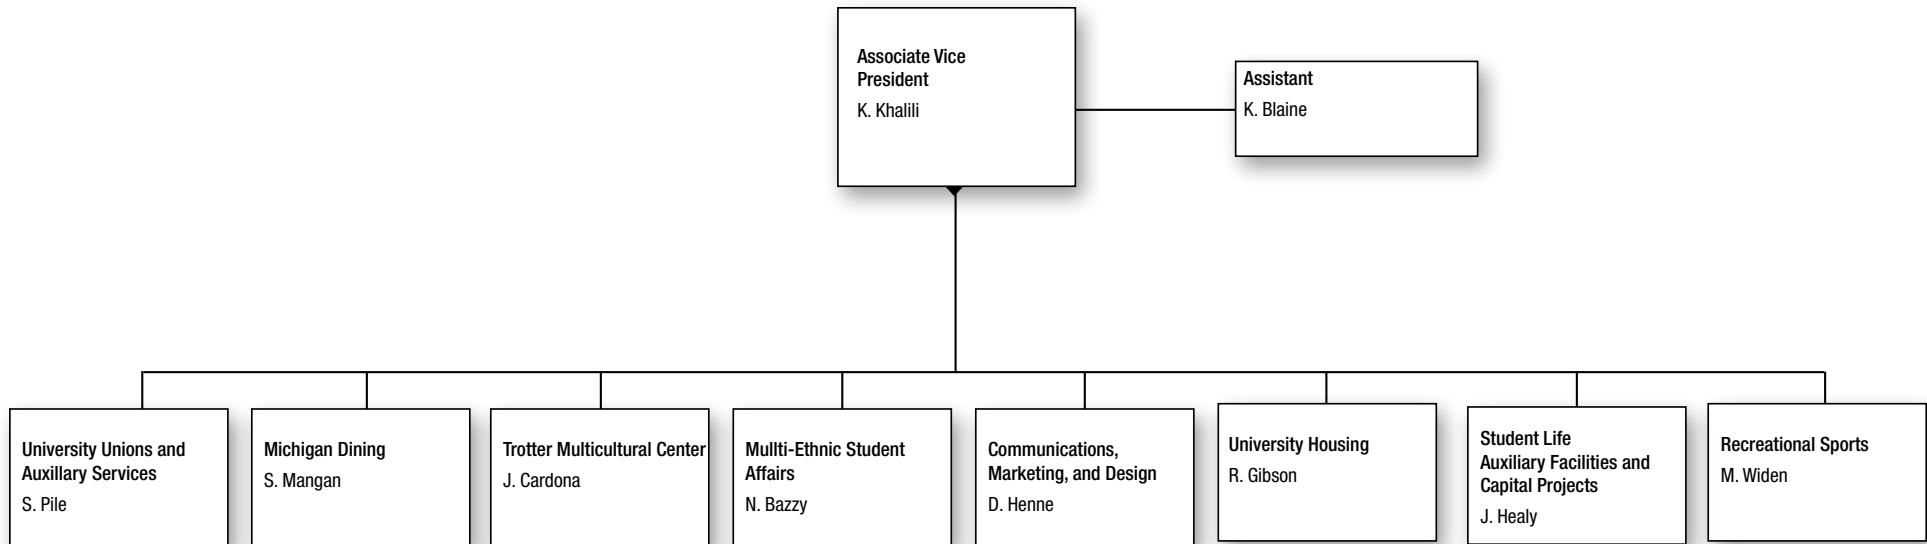 Associate Vice
President
K. Khalili
Assistant
K. Blaine
University Unions and
Auxillary Services
S. Pile
Michigan Dining
S. Mangan
Trotter Multicultural Center
J. Cardona
Mullti-Ethnic Student
Affairs
N. Bazzy
Communications,
Marketing, and Design
D. Henne
University Housing
R. Gibson
Student Life
Auxiliary Facilities and
Capital Projects
J. Healy
Recreational Sports
M. Widen